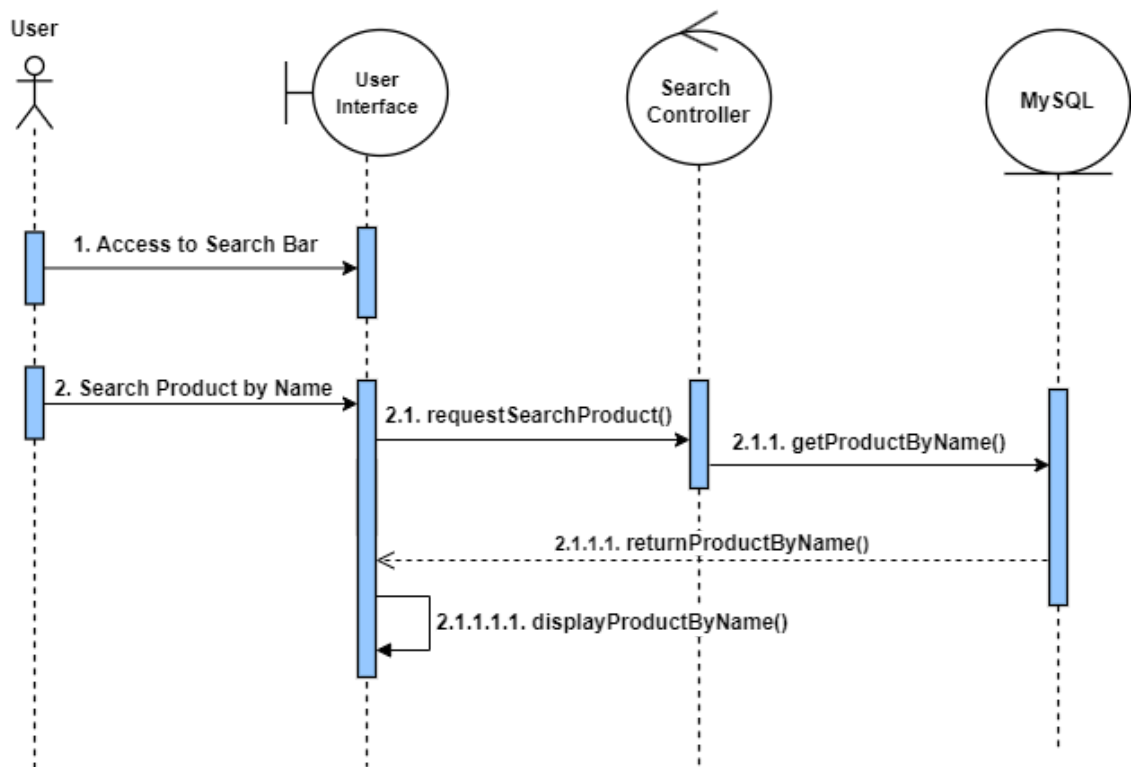 User
User
Interface
Search
Controller
MySQL
1. Access to Search Bar
2. Search Product by Name
2.1. requestSearchProduct()
2.1.1. getProductByName()
2.1.1.1. returnProductByName()
2.1.1.1.1. displayProductByName()